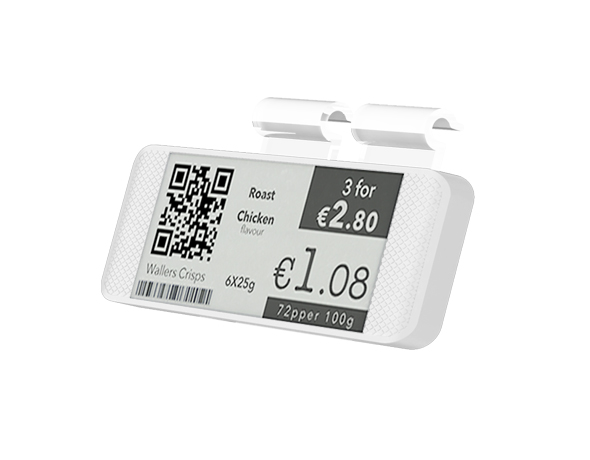 Roast
Chicken
flavour
3 for
€2.80
Wallers Crisps
6X25g
€1.08
72pper 100g